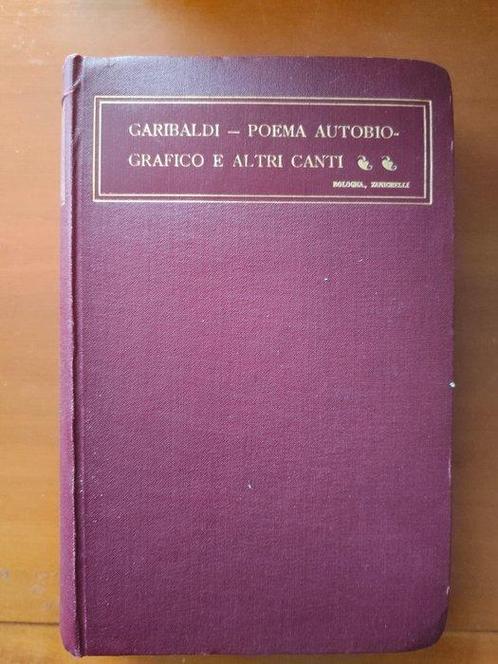 GARIBALDI — POEMA AUTOBIO-
GRAFICO E ALTRI CANTI
BOLOGNA, ZANICHELLI